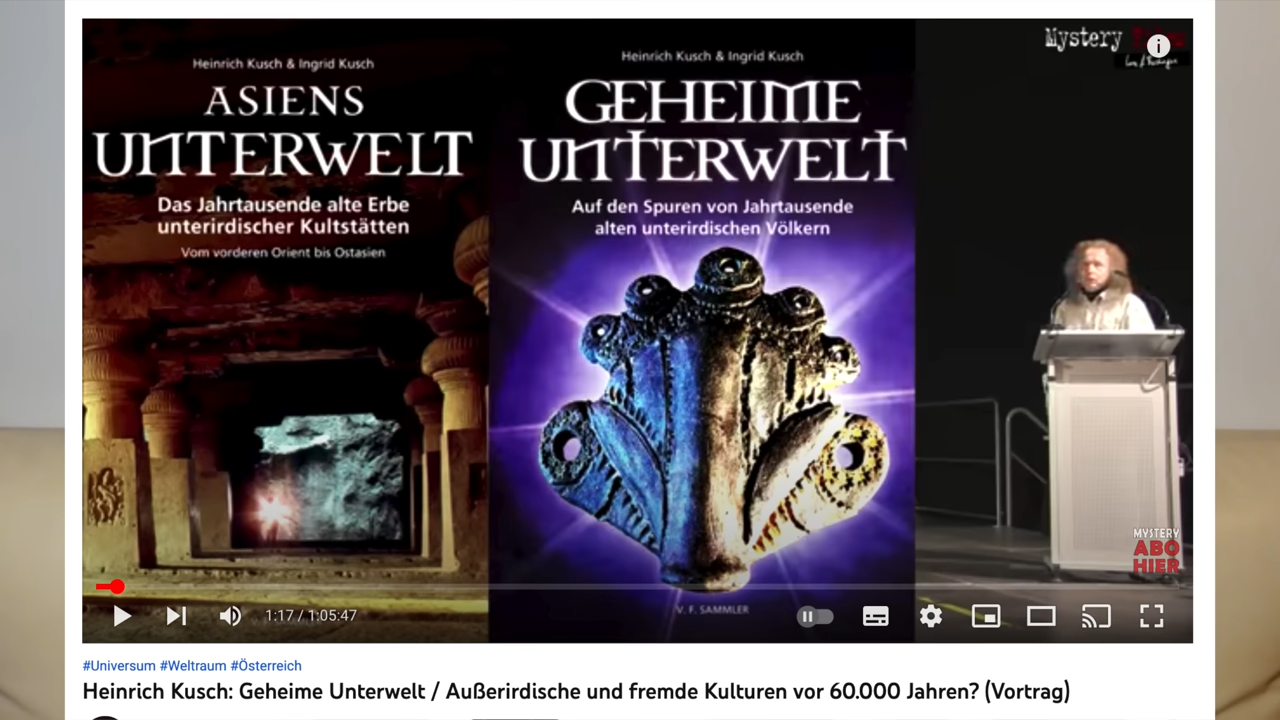 Heinrich Kusch & Ingrid Kusch
ASIENS
UNTERWELT
Das Jahrtausende alte Erbe
unterirdischer Kultstätten
Vom vorderen Orient bis Ostasien
Heinrich Kusch & Ingrid Kusch
GEHEIME
UNTERWELT
Auf den Spuren von Jahrtausende
alten unterirdischen Völkern
V. F. SAMMLER
Mystery
MYSTERY
ABO
HIER
1:17 / 1:05:47
#Universum #Weltraum #Österreich
Heinrich Kusch: Geheime Unterwelt / Außerirdische und fremde Kulturen vor 60.000 Jahren? (Vortrag)